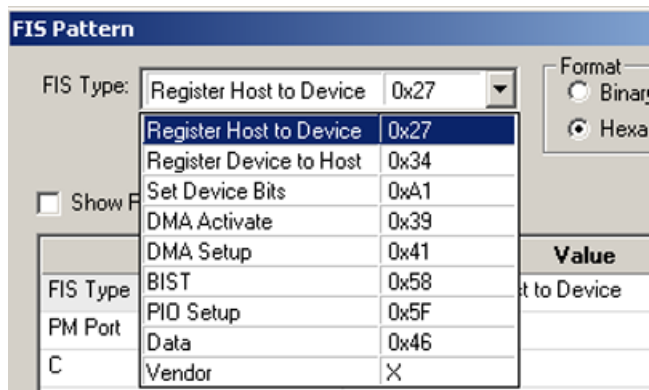 FIS Pattern
FIS Type: Register Host to Device 0x27
Format
Binary
Hexa
Register Host to Device 0x27
Register Device to Host 0x34
Set Device Bits 0xA1
Show F
DMA Activate 0x39
DMA Setup 0x41
Value
BIST 0x58
FIS Type t to Device
PIO Setup 0x5F
PM Port
Data 0x46
C
Vendor X